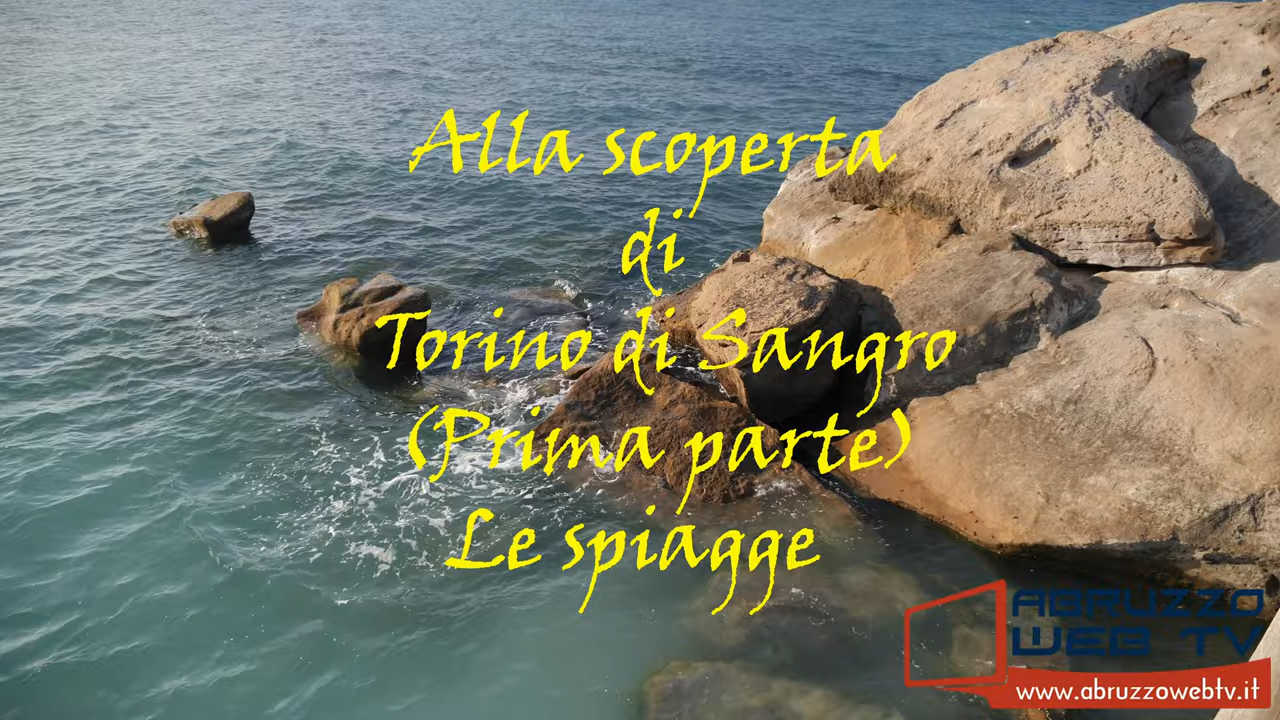 Alla scoperta
di
Torino di Sangro
(Prima parte)
Le spiagge
ABRUZZO
WEB TV
www.abruzzowebtv.it